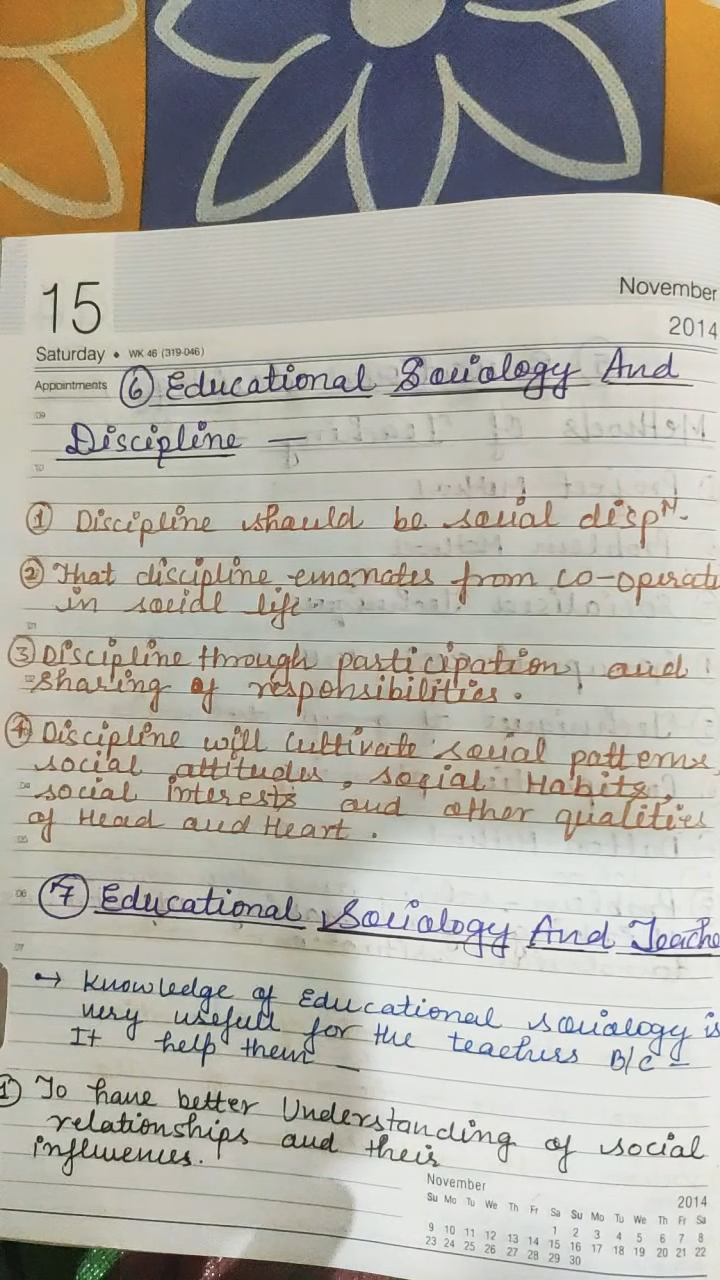 15
November
2014
Saturday • WK 46 (319-046)
Appointments
⑥ Educational Sociology And
09
Discipline —
10
① Discipline should be social discpᴺ.
② That discipline emanates from co-operati
in social life.
③ Discipline through participation and
sharing of responsibilities.
④ Discipline will cultivate social patterns,
social attitudes, social Habits,
social interests and other qualities
of Head and Heart.
⑦ Educational Sociology And Teache
→ Knowledge of Educational sociology is
very usefull for the teachers B/c –
It help them —
① To have better Understanding of social
relationships and their
influences.
November 2014
Su Mo Tu We Th Fr Sa Su Mo Tu We Th Fr Sa
1 2 3 4 5 6 7 8
9 10 11 12 13 14 15 16 17 18 19 20 21 22
23 24 25 26 27 28 29 30